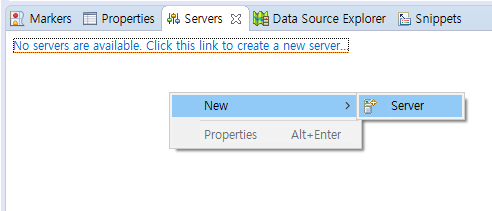 Markers Properties Servers Data Source Explorer Snippets
No servers are available. Click this link to create a new server...
New > Server
Properties Alt+Enter